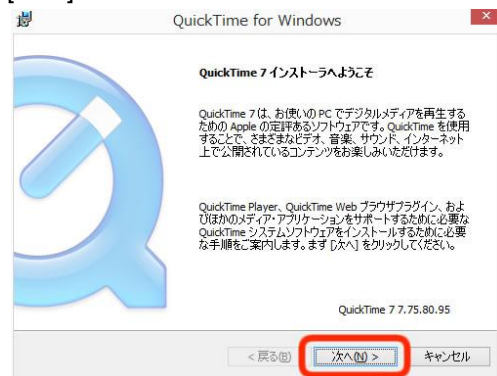 QuickTime for Windows
QuickTime 7 インストーラへようこそ
QuickTime 7 は、お使いの PC でデジタルメディアを再生する
ための Apple の定評あるソフトウェアです。QuickTime を使用
することで、さまざまなビデオ、音楽、サウンド、インターネット
上で公開されているコンテンツをお楽しみいただけます。
QuickTime Player、QuickTime Web ブラウザプラグイン、およ
びほかのメディア・アプリケーションをサポートするために必要な
QuickTime システムソフトウェアをインストールするために必要
な手順をご案内します。まず [次へ] をクリックしてください。
QuickTime 7 7.75.80.95
< 戻る(B) 次へ(N) > キャンセル